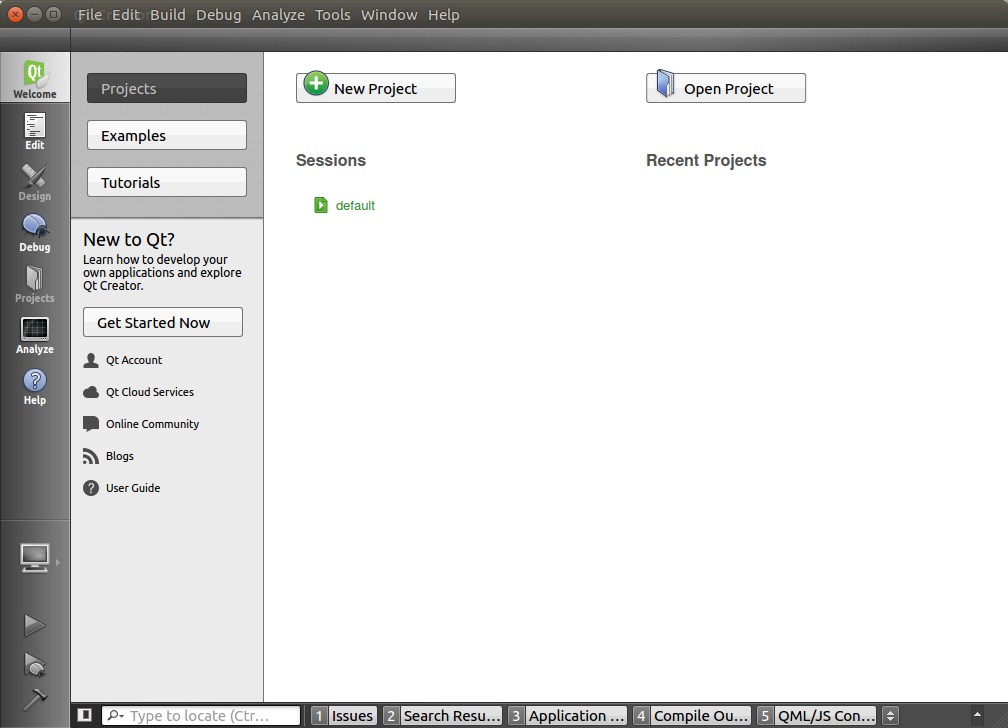 File Edit Build Debug Analyze Tools Window Help
Qt
Welcome
Edit
Design
Debug
Projects
Analyze
Help
Projects
Examples
Tutorials
New to Qt?
Learn how to develop your
own applications and explore
Qt Creator.
Get Started Now
Qt Account
Qt Cloud Services
Online Community
Blogs
User Guide
New Project
Open Project
Sessions
Recent Projects
default
Type to locate (Ctr...
1 Issues
2 Search Resu...
3 Application ...
4 Compile Ou...
5 QML/JS Con...